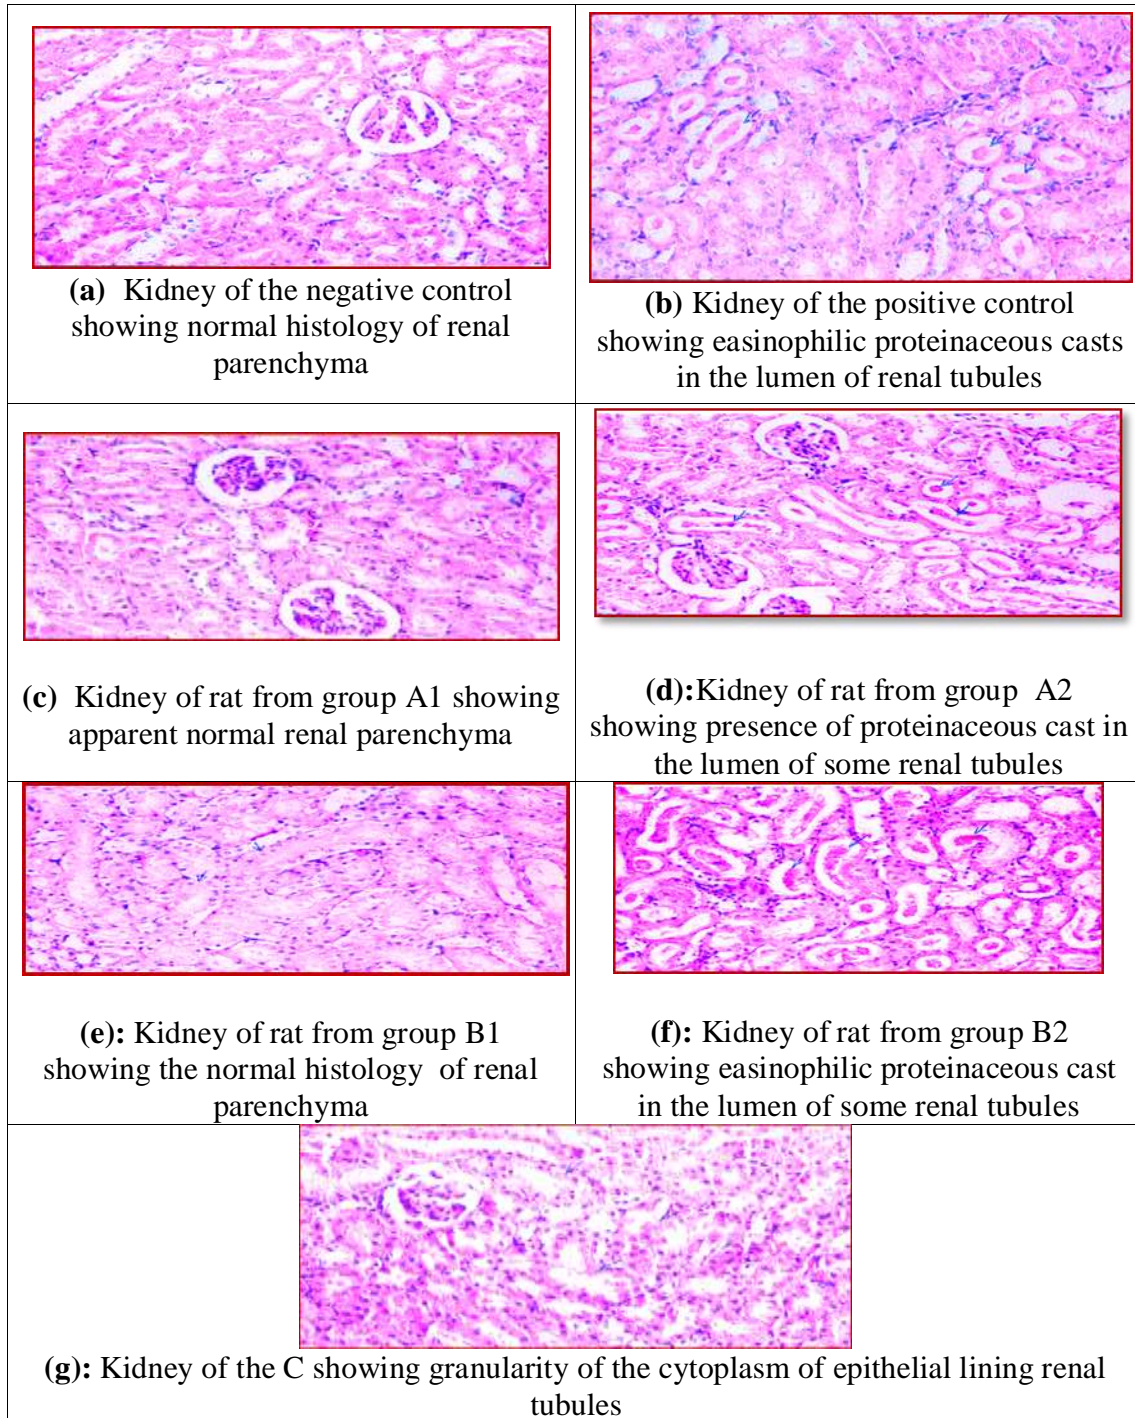 (a) Kidney of the negative control
showing normal histology of renal
parenchyma
(b) Kidney of the positive control
showing easinophilic proteinaceous casts
in the lumen of renal tubules
(c) Kidney of rat from group A1 showing
apparent normal renal parenchyma
(d):Kidney of rat from group A2
showing presence of proteinaceous cast in
the lumen of some renal tubules
(e): Kidney of rat from group B1
showing the normal histology of renal
parenchyma
(f): Kidney of rat from group B2
showing easinophilic proteinaceous cast
in the lumen of some renal tubules
(g): Kidney of the C showing granularity of the cytoplasm of epithelial lining renal
tubules